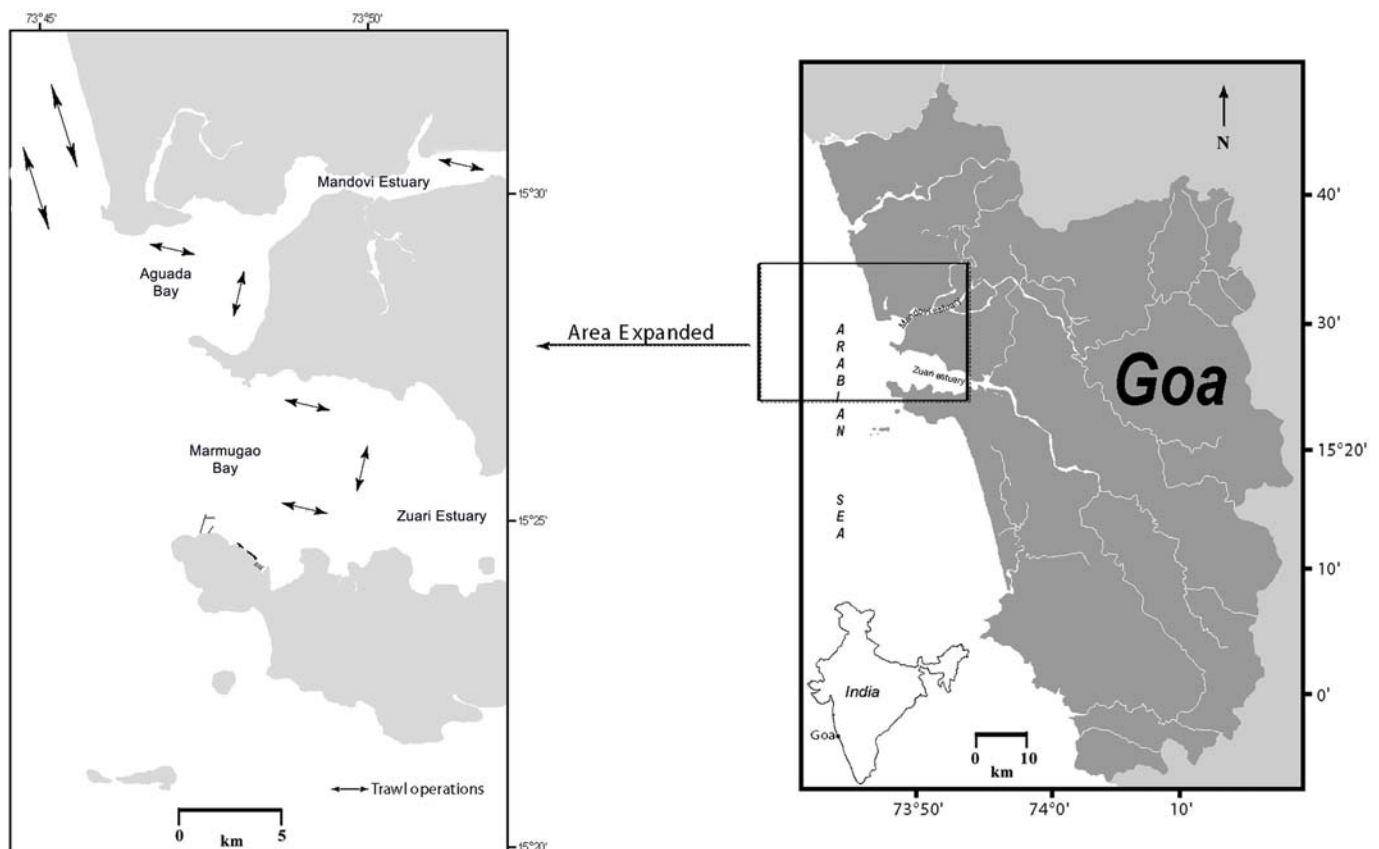 73°45'
73°50'
Mandovi Estuary
15°30'
Aguada
Bay
Marmugao
Bay
Zuari Estuary
15°25'
Trawl operations
0 5
km
15°20'
Area Expanded
N
40'
Mandovi estuary
30'
ARABIAN SEA
Zuari estuary
Goa
15°20'
10'
India
Goa
0 10
km
0'
73°50'
74°0'
10'